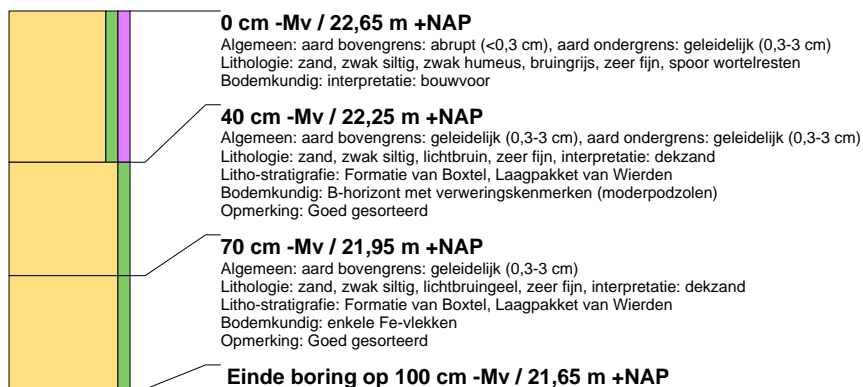 0 cm -Mv / 22,65 m +NAP
Algemeen: aard bovengrens: abrupt (<0,3 cm), aard ondergrens: geleidelijk (0,3-3 cm)
Lithologie: zand, zwak siltig, zwak humeus, bruingrijs, zeer fijn, spoor wortelresten
Bodemkundig: interpretatie: bouwvoor
40 cm -Mv / 22,25 m +NAP
Algemeen: aard bovengrens: geleidelijk (0,3-3 cm), aard ondergrens: geleidelijk (0,3-3 cm)
Lithologie: zand, zwak siltig, lichtbruin, zeer fijn, interpretatie: dekzand
Litho-stratigrafie: Formatie van Boxtel, Laagpakket van Wierden
Bodemkundig: B-horizont met verweringskenmerken (moderpodzolen)
Opmerking: Goed gesorteerd
70 cm -Mv / 21,95 m +NAP
Algemeen: aard bovengrens: geleidelijk (0,3-3 cm)
Lithologie: zand, zwak siltig, lichtbruingeel, zeer fijn, interpretatie: dekzand
Litho-stratigrafie: Formatie van Boxtel, Laagpakket van Wierden
Bodemkundig: enkele Fe-vlekken
Opmerking: Goed gesorteerd
Einde boring op 100 cm -Mv / 21,65 m +NAP